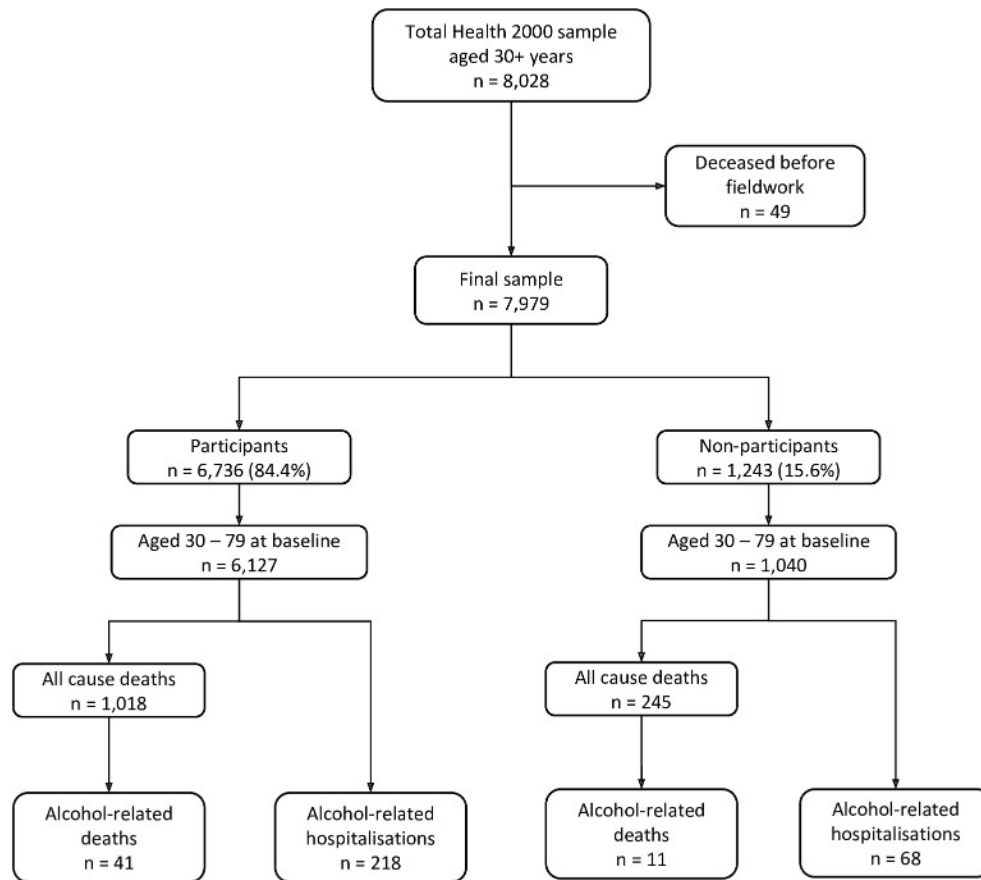 Total Health 2000 sample
aged 30+ years
n = 8,028
Deceased before
fieldwork
n = 49
Final sample
n = 7,979
Participants
n = 6,736 (84.4%)
Non-participants
n = 1,243 (15.6%)
Aged 30 – 79 at baseline
n = 6,127
Aged 30 – 79 at baseline
n = 1,040
All cause deaths
n = 1,018
All cause deaths
n = 245
Alcohol-related
deaths
n = 41
Alcohol-related
hospitalisations
n = 218
Alcohol-related
deaths
n = 11
Alcohol-related
hospitalisations
n = 68